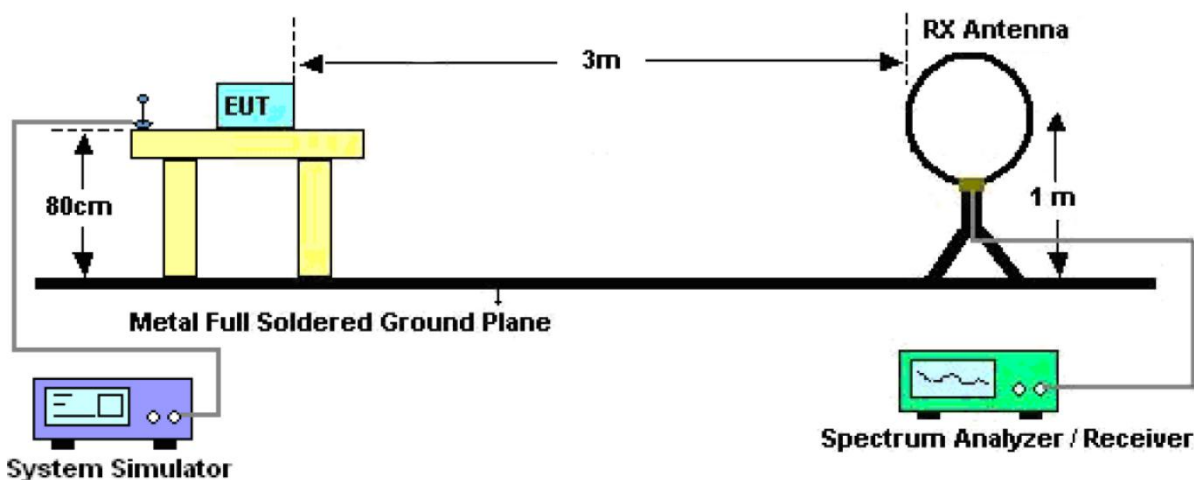 RX Antenna
3m
EUT
80cm
1 m
Metal Full Soldered Ground Plane
System Simulator
Spectrum Analyzer / Receiver